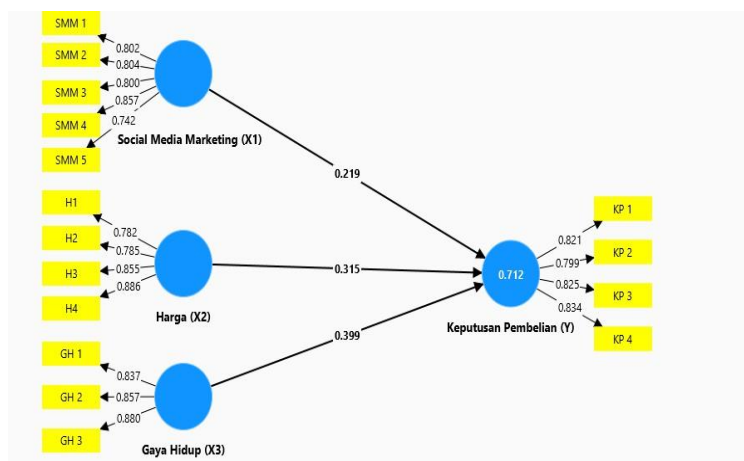 SMM 1
0.802
SMM 2
0.804
SMM 3
0.800
SMM 4
0.857
SMM 5
0.742
Social Media Marketing (X1)
0.219
H1
0.782
H2
0.785
H3
0.855
H4
0.886
Harga (X2)
0.315
GH 1
0.837
GH 2
0.857
GH 3
0.880
Gaya Hidup (X3)
0.399
0.712
Keputusan Pembelian (Y)
KP 1
0.821
KP 2
0.799
KP 3
0.825
KP 4
0.834